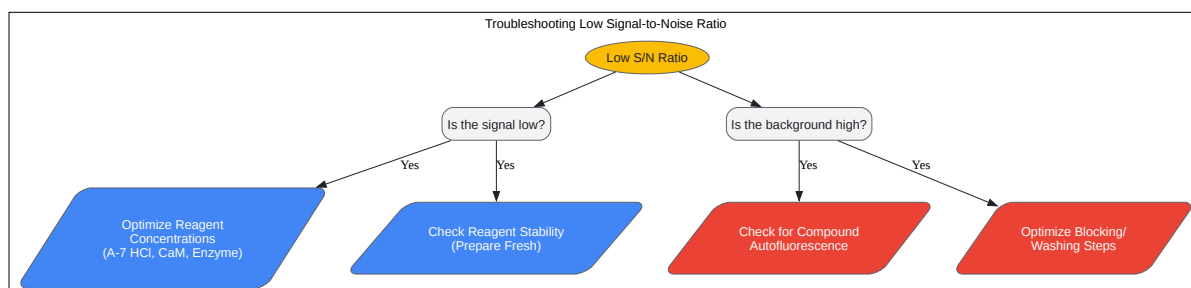 Troubleshooting Low Signal-to-Noise Ratio
Low S/N Ratio
Is the signal low?
Is the background high?
Yes
Yes
Yes
Yes
Optimize Reagent
Concentrations
(A-7 HCl, CaM, Enzyme)
Check Reagent Stability
(Prepare Fresh)
Check for Compound
Autofluorescence
Optimize Blocking/
Washing Steps